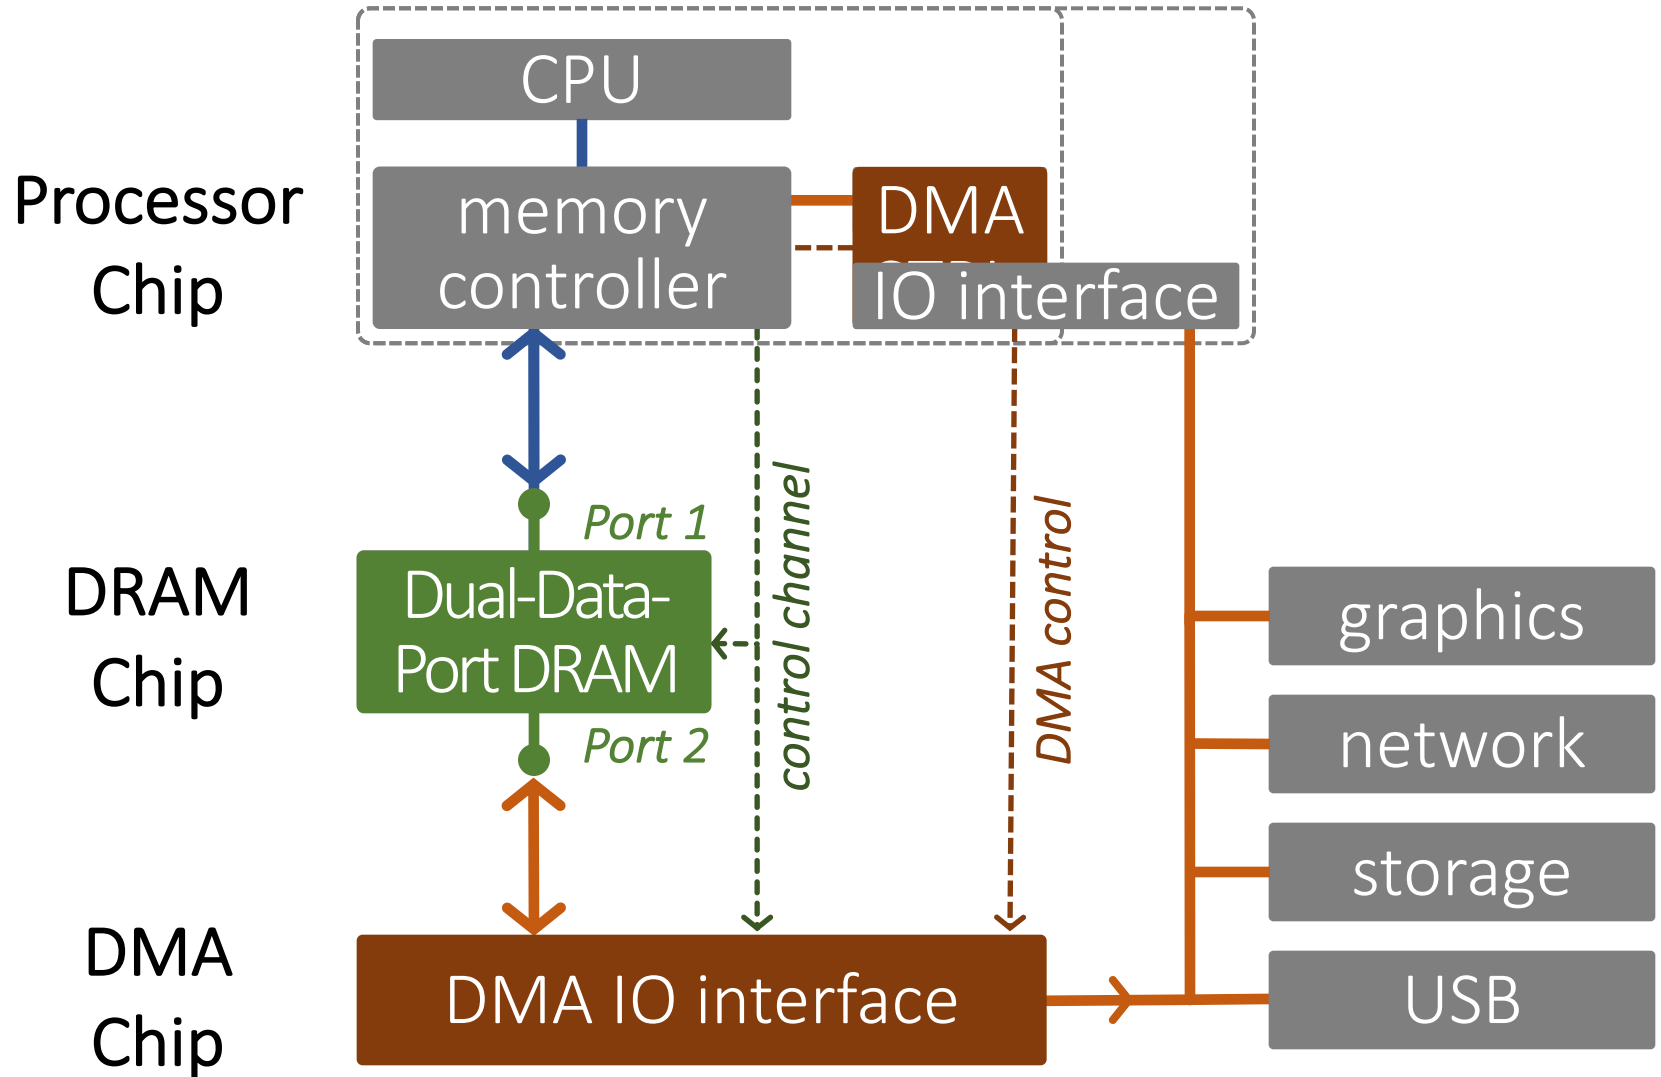 Processor
Chip
CPU
memory
controller
DMA
IO interface
Port 1
control channel
DMA control
DRAM
Chip
Dual-Data-
Port DRAM
Port 2
graphics
network
storage
USB
DMA
Chip
DMA IO interface